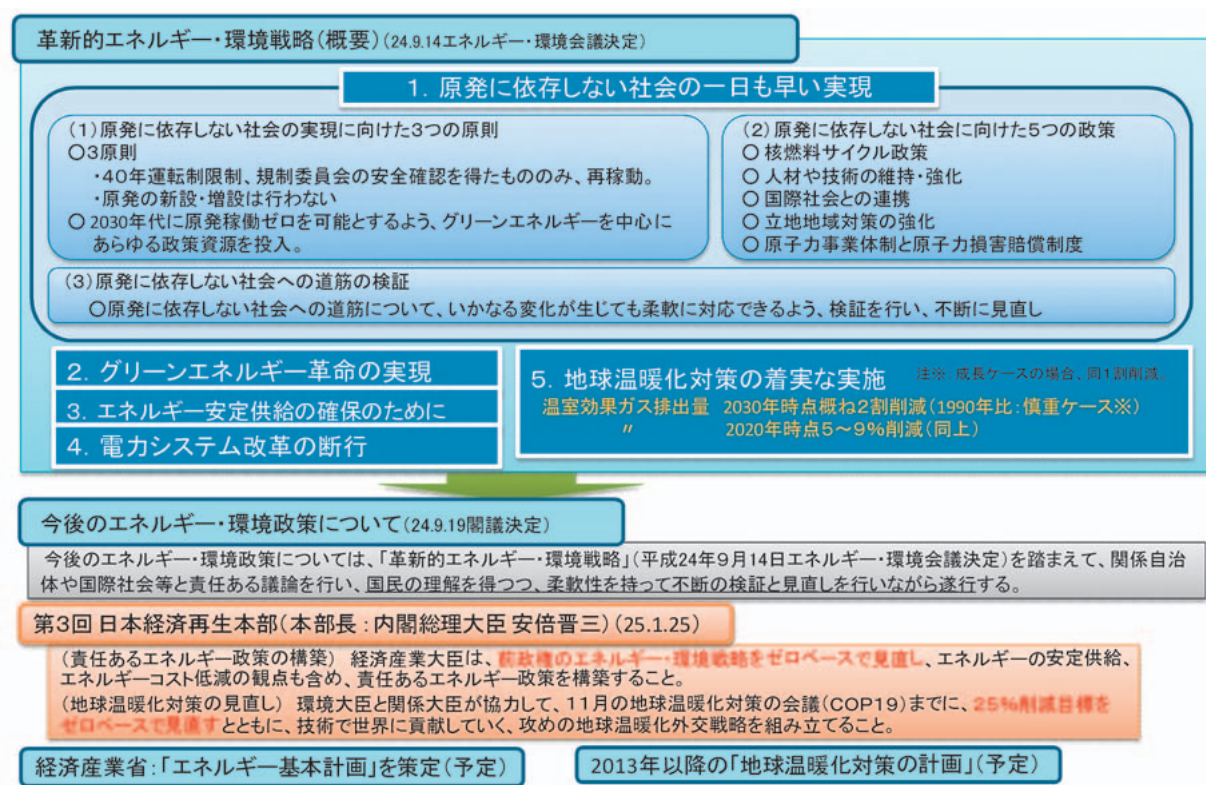 革新的エネルギー・環境戦略(概要)(24.9.14エネルギー・環境会議決定)
1. 原発に依存しない社会の一日も早い実現
(1)原発に依存しない社会の実現に向けた3つの原則
○3原則
・40年運転制限制、規制委員会の安全確認を得たもののみ、再稼動。
・原発の新設・増設は行わない
○2030年代に原発稼働ゼロを可能とするよう、グリーンエネルギーを中心に
あらゆる政策資源を投入。
(2)原発に依存しない社会に向けた5つの政策
○核燃料サイクル政策
○人材や技術の維持・強化
○国際社会との連携
○立地地域対策の強化
○原子力事業体制と原子力損害賠償制度
(3)原発に依存しない社会への道筋の検証
○原発に依存しない社会への道筋について、いかなる変化が生じても柔軟に対応できるよう、検証を行い、不断に見直し
2. グリーンエネルギー革命の実現
3. エネルギー安定供給の確保のために
4. 電力システム改革の断行
5. 地球温暖化対策の着実な実施 注※:成長ケースの場合、同1割削減。
温室効果ガス排出量 2030年時点概ね2割削減(1990年比:慎重ケース※)
〃 2020年時点5~9%削減(同上)
今後のエネルギー・環境政策について(24.9.19閣議決定)
今後のエネルギー・環境政策については、「革新的エネルギー・環境戦略」(平成24年9月14日エネルギー・環境会議決定)を踏まえて、関係自治
体や国際社会等と責任ある議論を行い、国民の理解を得つつ、柔軟性を持って不断の検証と見直しを行いながら遂行する。
第3回 日本経済再生本部(本部長:内閣総理大臣 安倍晋三)(25.1.25)
(責任あるエネルギー政策の構築) 経済産業大臣は、前政権のエネルギー・環境戦略をゼロベースで見直し、エネルギーの安定供給、
エネルギーコスト低減の観点も含め、責任あるエネルギー政策を構築すること。
(地球温暖化対策の見直し) 環境大臣と関係大臣が協力して、11月の地球温暖化対策の会議(COP19)までに、25%削減目標を
ゼロベースで見直すとともに、技術で世界に貢献していく、攻めの地球温暖化外交戦略を組み立てること。
経済産業省:「エネルギー基本計画」を策定(予定)
2013年以降の「地球温暖化対策の計画」(予定)